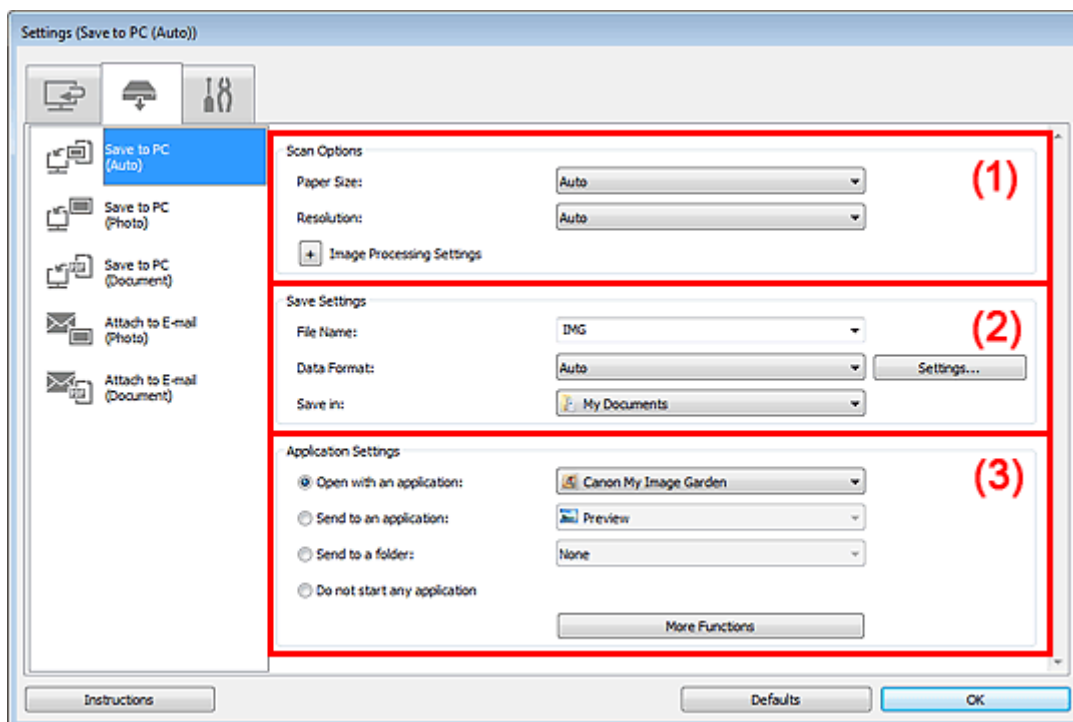 Settings (Save to PC (Auto))
Save to PC
(Auto)
Save to PC
(Photo)
Save to PC
(Document)
Attach to E-mail
(Photo)
Attach to E-mail
(Document)
Scan Options
(1)
Paper Size: Auto
Resolution: Auto
+ Image Processing Settings
Save Settings
(2)
File Name: IMG
Data Format: Auto Settings...
Save in: My Documents
Application Settings
(3)
Open with an application: Canon My Image Garden
Send to an application: Preview
Send to a folder: None
Do not start any application
More Functions
Instructions Defaults OK